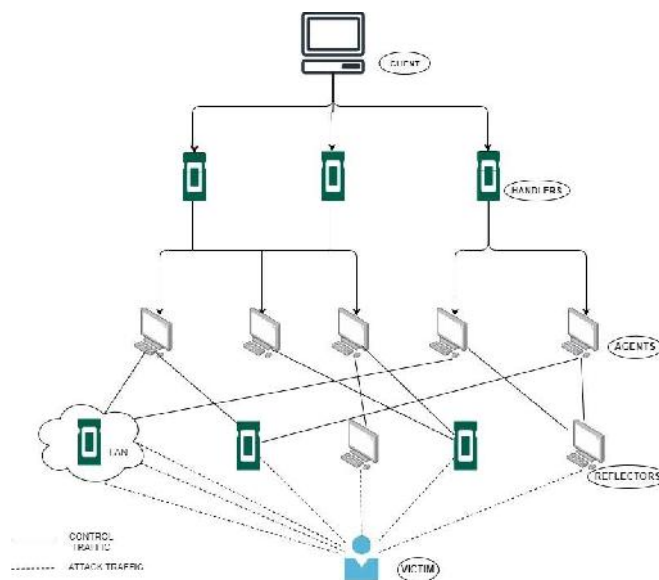 CLIENT
HANDLERS
AGENTS
LAN
REFLECTORS
CONTROL
TRAFFIC
ATTACK TRAFFIC
VICTIM